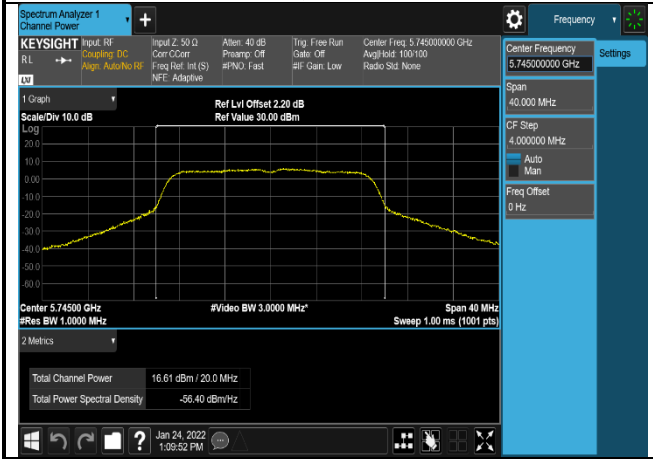 Spectrum Analyzer 1
Channel Power
+
Frequency
KEYSIGHT
RL
LXI
Input: RF
Coupling: DC
Align: Auto/No RF
Input Z: 50 Ω
Corr CCorr
Freq Ref: Int (S)
NFE: Adaptive
Atten: 40 dB
Preamp: Off
#PNO: Fast
Trig: Free Run
Gate: Off
#IF Gain: Low
Center Freq: 5.745000000 GHz
Avg|Hold: 100/100
Radio Std: None
Center Frequency
5.745000000 GHz
Settings
Span
40.000 MHz
CF Step
4.000000 MHz
Auto
Man
Freq Offset
0 Hz
1 Graph
Scale/Div 10.0 dB
Ref Lvl Offset 2.20 dB
Ref Value 30.00 dBm
Log
20.0
10.0
0.00
-10.0
-20.0
-30.0
-40.0
-50.0
-60.0
Center 5.74500 GHz
#Video BW 3.0000 MHz*
Span 40 MHz
#Res BW 1.0000 MHz
Sweep 1.00 ms (1001 pts)
2 Metrics
Total Channel Power 16.61 dBm / 20.0 MHz
Total Power Spectral Density -56.40 dBm/Hz
?
Jan 24, 2022
1:09:52 PM